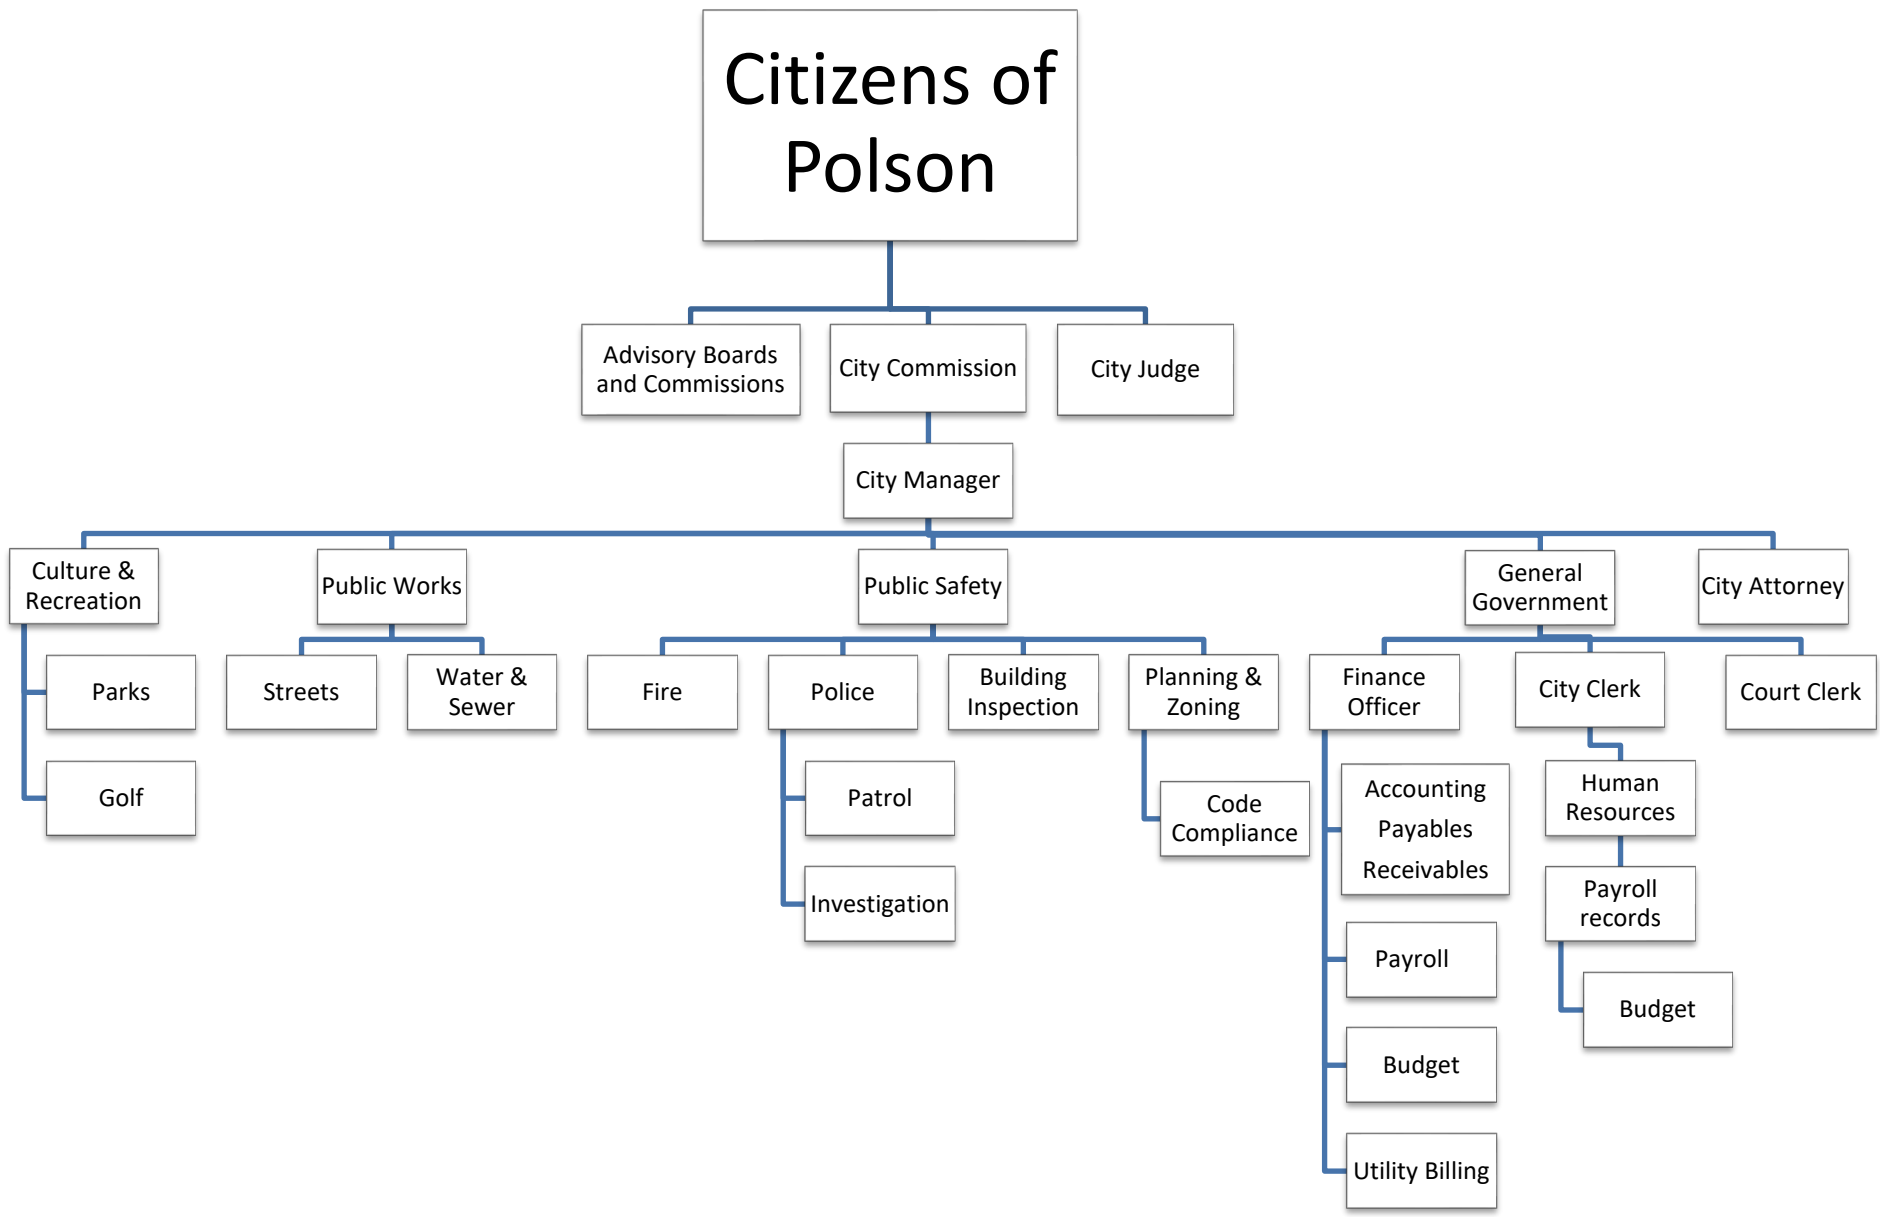 Citizens of
Polson
Advisory Boards
and Commissions
City Commission
City Judge
City Manager
Culture &
Recreation
Public Works
Public Safety
General
Government
City Attorney
Parks
Streets
Water &
Sewer
Fire
Police
Building
Inspection
Planning &
Zoning
Finance
Officer
City Clerk
Court Clerk
Golf
Patrol
Code
Compliance
Accounting
Payables
Receivables
Human
Resources
Investigation
Payroll
records
Payroll
Budget
Budget
Utility Billing